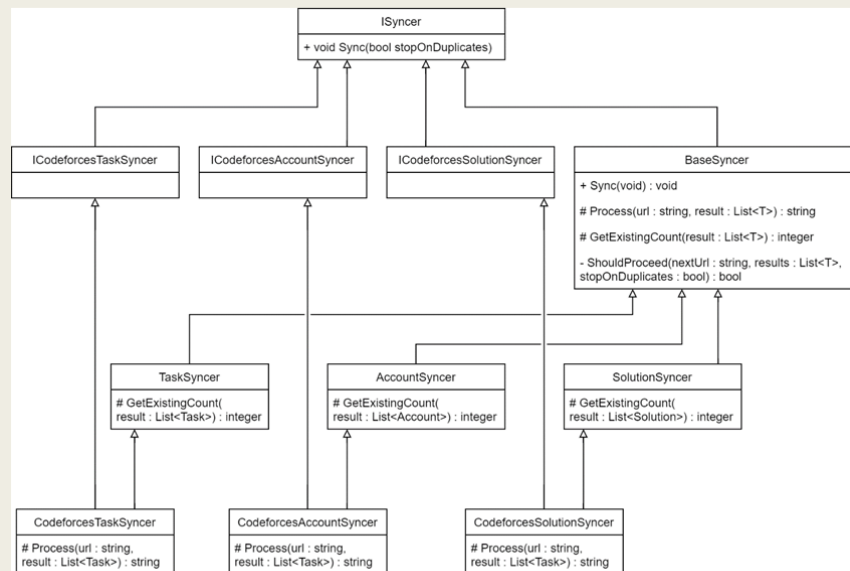 ISyncer
+ void Sync(bool stopOnDuplicates)
ICodeforcesTaskSyncer
ICodeforcesAccountSyncer
ICodeforcesSolutionSyncer
BaseSyncer
+ Sync(void) : void
# Process(url : string, result : List<T>) : string
# GetExistingCount(result : List<T>) : integer
- ShouldProceed(nextUrl : string, results : List<T>,
stopOnDuplicates : bool) : bool
TaskSyncer
# GetExistingCount(
result : List<Task>) : integer
AccountSyncer
# GetExistingCount(
result : List<Account>) : integer
SolutionSyncer
# GetExistingCount(
result : List<Solution>) : integer
CodeforcesTaskSyncer
# Process(url : string,
result : List<Task>) : string
CodeforcesAccountSyncer
# Process(url : string,
result : List<Task>) : string
CodeforcesSolutionSyncer
# Process(url : string,
result : List<Task>) : string